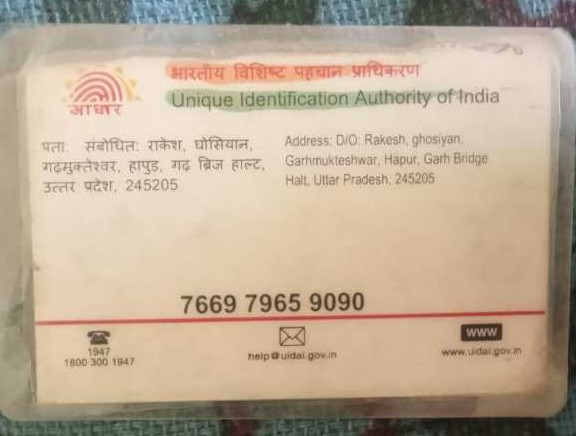 भारतीय विशिष्ट पहचान प्राधिकरण
Unique Identification Authority of India
आधार
पता: संबोधित: राकेश, घोसियान,
गढ़मुक्तेश्वर, हापुड़, गढ़ ब्रिज हाल्ट,
उत्तर प्रदेश, 245205
Address: D/O: Rakesh, ghosiyan,
Garhmukteshwar, Hapur, Garh Bridge
Halt, Uttar Pradesh, 245205
7669 7965 9090
1947
1800 300 1947
help@uidai.gov.in
www
www.uidai.gov.in